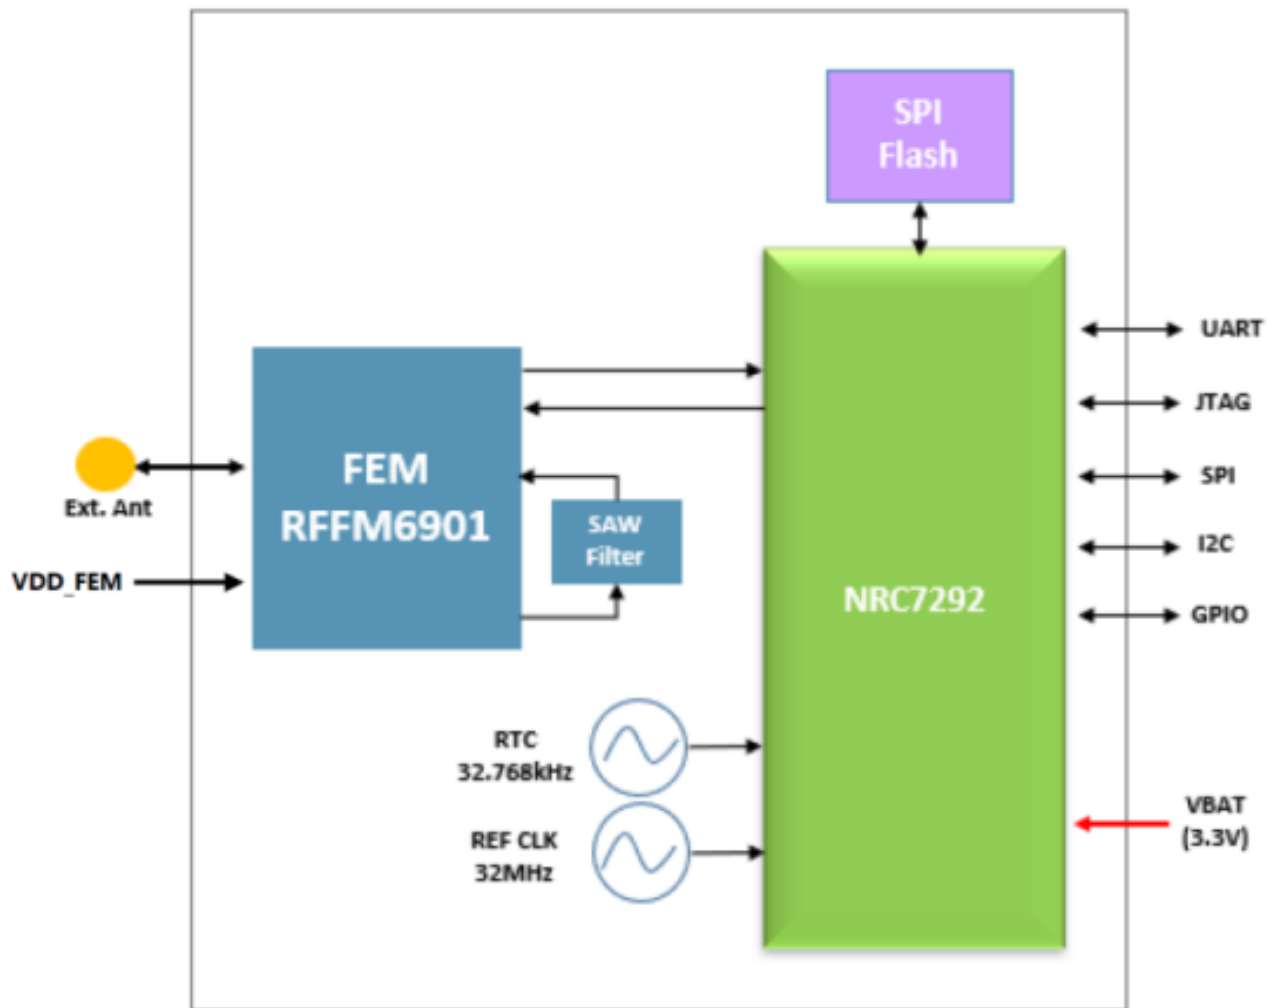 SPI
Flash
UART
JTAG
FEM
RFFM6901
SPI
Ext. Ant
SAW
Filter
I2C
VDD_FEM
NRC7292
GPIO
RTC
32.768kHz
REF CLK
32MHz
VBAT
(3.3V)